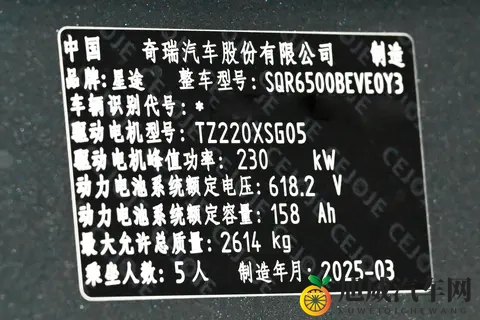 中国 奇瑞汽车股份有限公司 制造
品牌:星途 整车型号:SQR6500BEVE0Y3
车辆识别代号:*
驱动电机型号:TZ220XSG05
驱动电机峰值功率:230 kW
动力电池系统额定电压:618.2 V
动力电池系统额定容量:158 Ah
最大允许总质量:2614 kg
乘坐人数:5人 制造年月:2025-03
CEJOJE
CEJOJE
CEJOJE